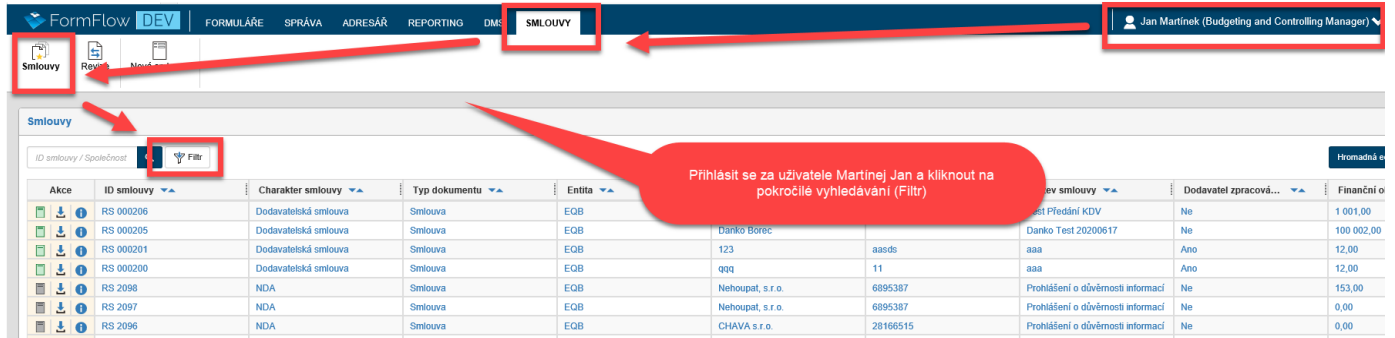 FormFlow DEV FORMULÁŘE SPRÁVA ADRESÁŘ REPORTING DMS SMLOUVY Jan Martínek (Budgeting and Controlling Manager)
Smlouvy
Smlouvy
ID smlouvy / Společnost Filtr Hromadná
Přihlásit se za uživatele Martínej Jan a kliknout na
pokročilé vyhledávání (Filtr)
Akce ID smlouvy Charakter smlouvy Typ dokumentu Entita smlouvy Dodavatel zpracová... Finanční
RS 000206 Dodavatelská smlouva Smlouva EQB Předání KDV Ne 1 001,00
RS 000205 Dodavatelská smlouva Smlouva EQB Danko Borec Danko Test 20200617 Ne 100 002,00
RS 000201 Dodavatelská smlouva Smlouva EQB 123 aasds aaa Ano 12,00
RS 000200 Dodavatelská smlouva Smlouva EQB qqq 11 aaa Ano 12,00
RS 2098 NDA Smlouva EQB Nehoupat, s.r.o. 6895387 Prohlášení o důvěrnosti informací Ne 153,00
RS 2097 NDA Smlouva EQB Nehoupat, s.r.o. 6895387 Prohlášení o důvěrnosti informací Ne 0,00
RS 2096 NDA Smlouva EQB CHAVA s.r.o. 28166515 Prohlášení o důvěrnosti informací Ne 0,00